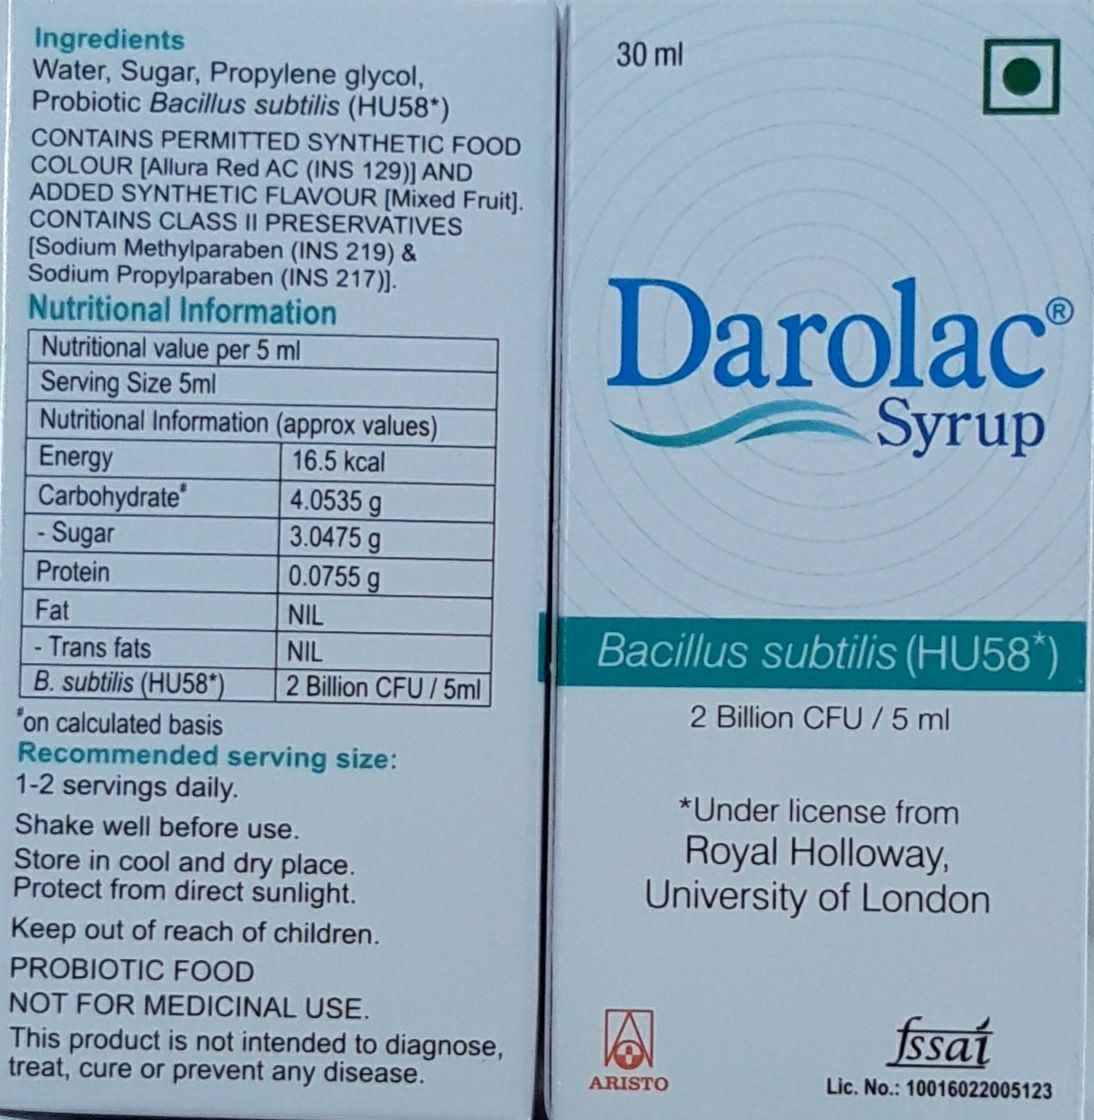 Ingredients
Water, Sugar, Propylene glycol,
Probiotic Bacillus subtilis (HU58*)
CONTAINS PERMITTED SYNTHETIC FOOD
COLOUR [Allura Red AC (INS 129)] AND
ADDED SYNTHETIC FLAVOUR [Mixed Fruit].
CONTAINS CLASS II PRESERVATIVES
[Sodium Methylparaben (INS 219) &
Sodium Propylparaben (INS 217)].
Nutritional Information
Nutritional value per 5 ml
Serving Size 5ml
Nutritional Information (approx values)
Energy 16.5 kcal
Carbohydrate# 4.0535 g
- Sugar 3.0475 g
Protein 0.0755 g
Fat NIL
- Trans fats NIL
B. subtilis (HU58*) 2 Billion CFU / 5ml
#on calculated basis
Recommended serving size:
1-2 servings daily.
Shake well before use.
Store in cool and dry place.
Protect from direct sunlight.
Keep out of reach of children.
PROBIOTIC FOOD
NOT FOR MEDICINAL USE.
This product is not intended to diagnose,
treat, cure or prevent any disease.
30 ml
Darolac®
Syrup
Bacillus subtilis (HU58*)
2 Billion CFU / 5 ml
*Under license from
Royal Holloway,
University of London
ARISTO
fssai
Lic. No.: 10016022005123